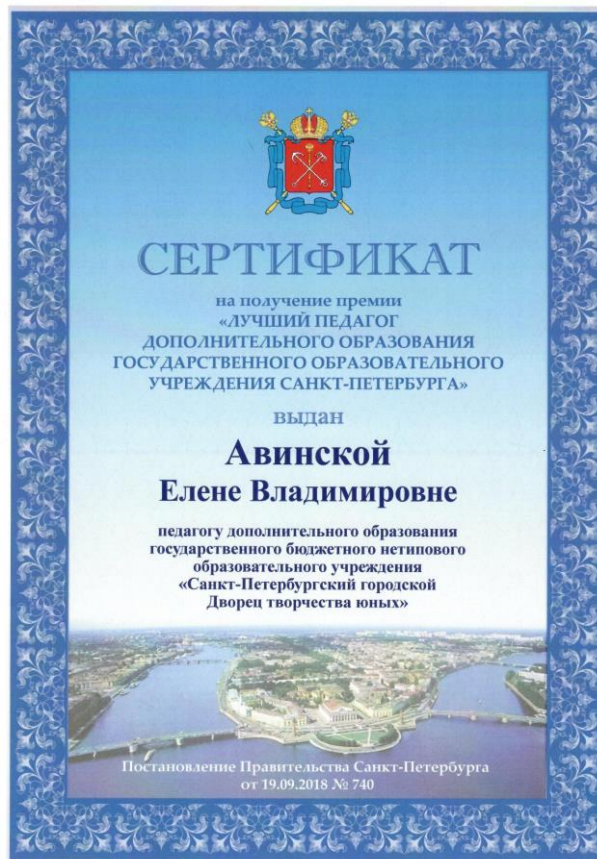 СЕРТИФИКАТ
на получение премии
«ЛУЧШИЙ ПЕДАГОГ
ДОПОЛНИТЕЛЬНОГО ОБРАЗОВАНИЯ
ГОСУДАРСТВЕННОГО ОБРАЗОВАТЕЛЬНОГО
УЧРЕЖДЕНИЯ САНКТ-ПЕТЕРБУРГА»
выдан
Авинской
Елене Владимировне
педагогу дополнительного образования
государственного бюджетного нетипового
образовательного учреждения
«Санкт-Петербургский городской
Дворец творчества юных»
Постановление Правительства Санкт-Петербурга
от 19.09.2018 № 740